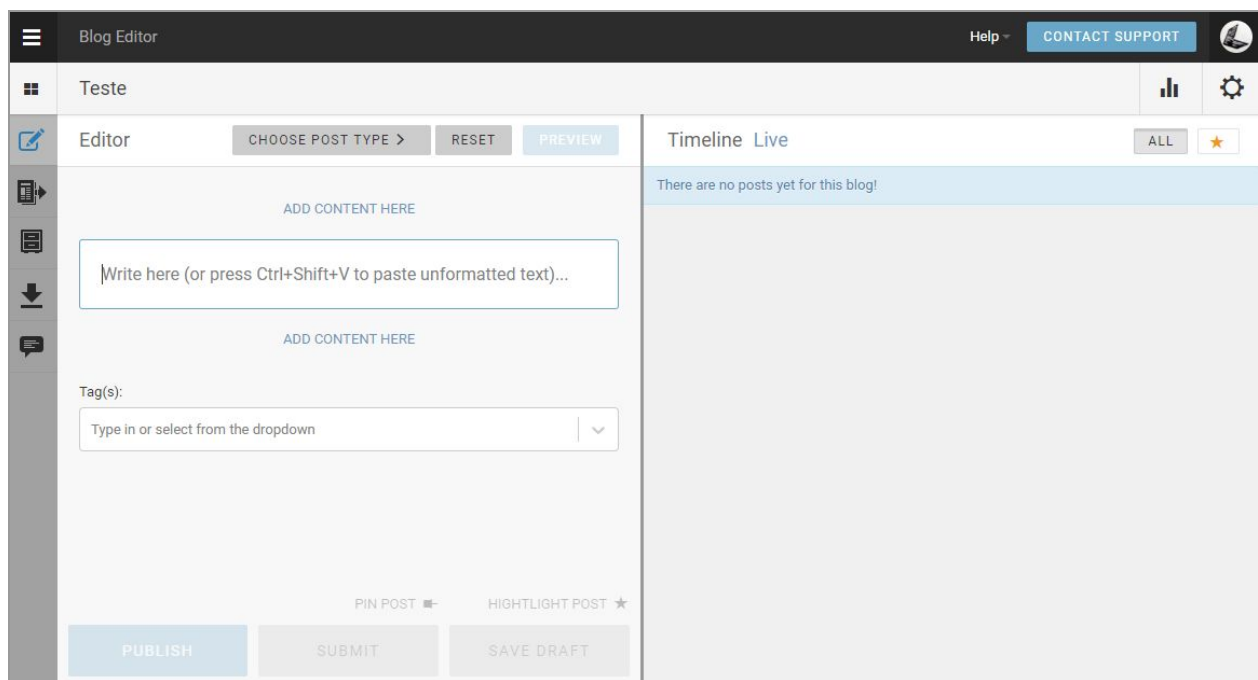 Blog Editor
Help
CONTACT SUPPORT
Teste
Editor
CHOOSE POST TYPE >
RESET
PREVIEW
Timeline Live
ALL
There are no posts yet for this blog!
ADD CONTENT HERE
Write here (or press Ctrl+Shift+V to paste unformatted text)...
ADD CONTENT HERE
Tag(s):
Type in or select from the dropdown
PIN POST
HIGHTLIGHT POST
PUBLISH
SUBMIT
SAVE DRAFT